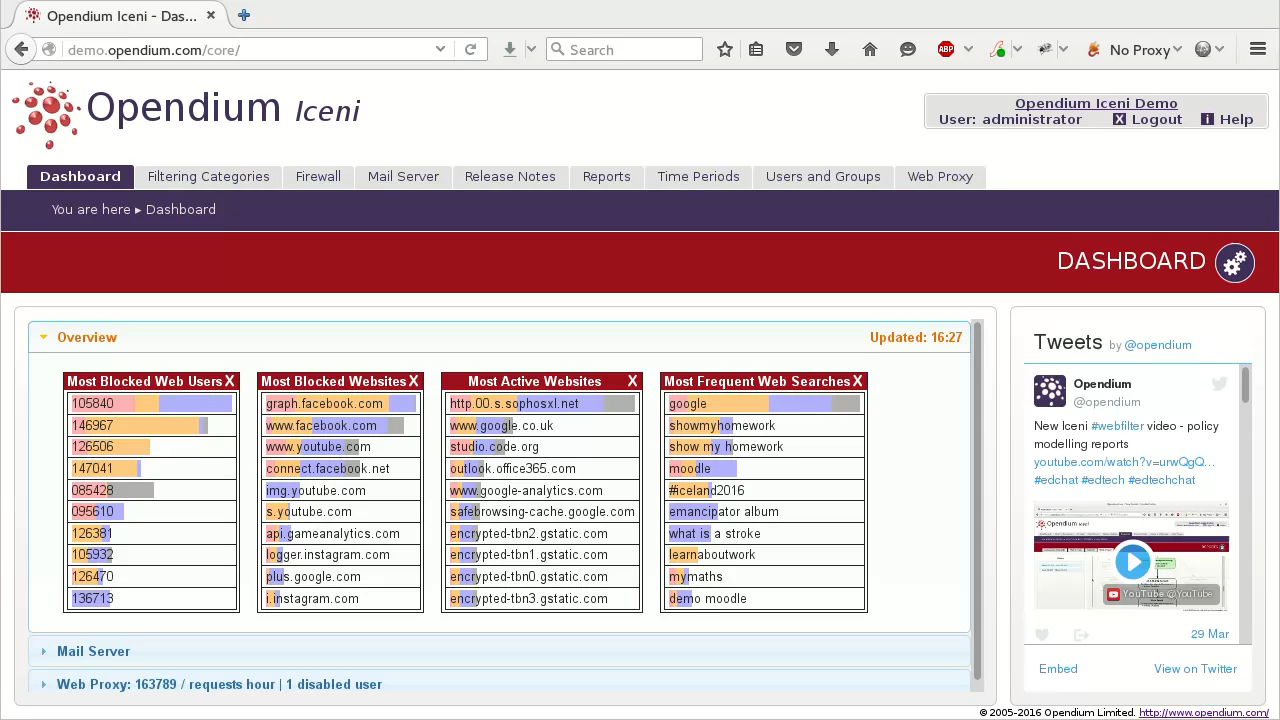 Opendium Iceni - Das...
demo.opendium.com/core/
Search
ABP
No Proxy
Opendium Iceni
Opendium Iceni Demo
User: administrator X Logout i Help
Dashboard Filtering Categories Firewall Mail Server Release Notes Reports Time Periods Users and Groups Web Proxy
You are here ▸ Dashboard
DASHBOARD
Overview
Updated: 16:27
Most Blocked Web Users X
105840
146967
126506
147041
085428
095610
126381
105932
126470
136713
Most Blocked Websites X
graph.facebook.com
www.facebook.com
www.youtube.com
connect.facebook.net
img.youtube.com
s.youtube.com
api.gameanalytics.com
logger.instagram.com
plus.google.com
i.instagram.com
Most Active Websites X
http.00.s.sophosxl.net
www.google.co.uk
studio.code.org
outlook.office365.com
www.google-analytics.com
safebrowsing-cache.google.com
encrypted-tbn2.gstatic.com
encrypted-tbn1.gstatic.com
encrypted-tbn0.gstatic.com
encrypted-tbn3.gstatic.com
Most Frequent Web Searches X
google
showmyhomework
show my homework
moodle
#iceland2016
emancipator album
what is a stroke
learnaboutwork
mymaths
demo moodle
Mail Server
Web Proxy: 163789 / requests hour | 1 disabled user
Tweets by @opendium
Opendium
@opendium
New Iceni #webfilter video - policy
modelling reports
youtube.com/watch?v=urwQgQ...
#edchat #edtech #edtechchat
YouTube @YouTube
29 Mar
Embed
View on Twitter
© 2005-2016 Opendium Limited. http://www.opendium.com/